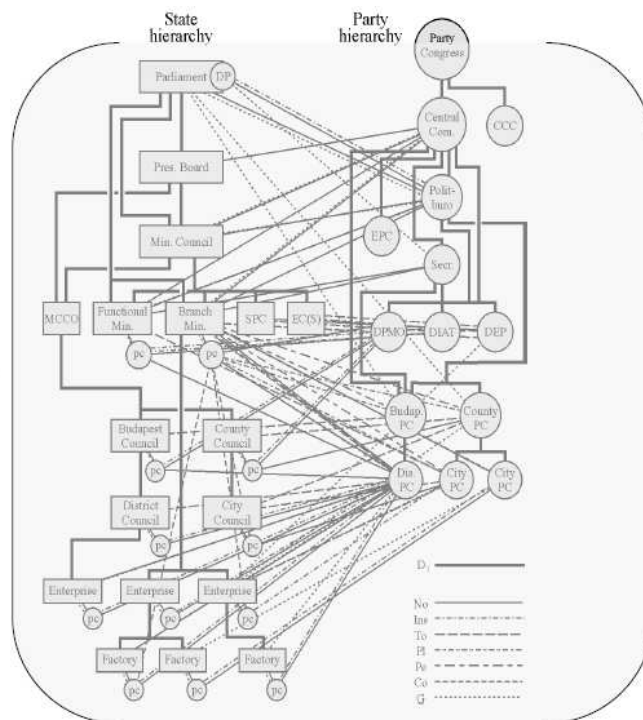 State
hierarchy
Party
hierarchy
Party
Congress
Parliament
DP
Central
Com.
CCC
Pres. Board
Polit-
buro
Min. Council
EPC
Secr.
MCCO
Functional
Min.
Branch
Min.
SPC
EC(S)
DPMO
DIAT
DEP
pc
pc
Budapest
Council
County
Council
Budap.
PC
County
PC
pc
pc
Dia.
PC
City
PC
City
PC
District
Council
City
Council
pc
pc
Enterprise
Enterprise
Enterprise
pc
pc
pc
Factory
Factory
Factory
pc
pc
pc
No
Ins
To
Pl
Pe
Co
G